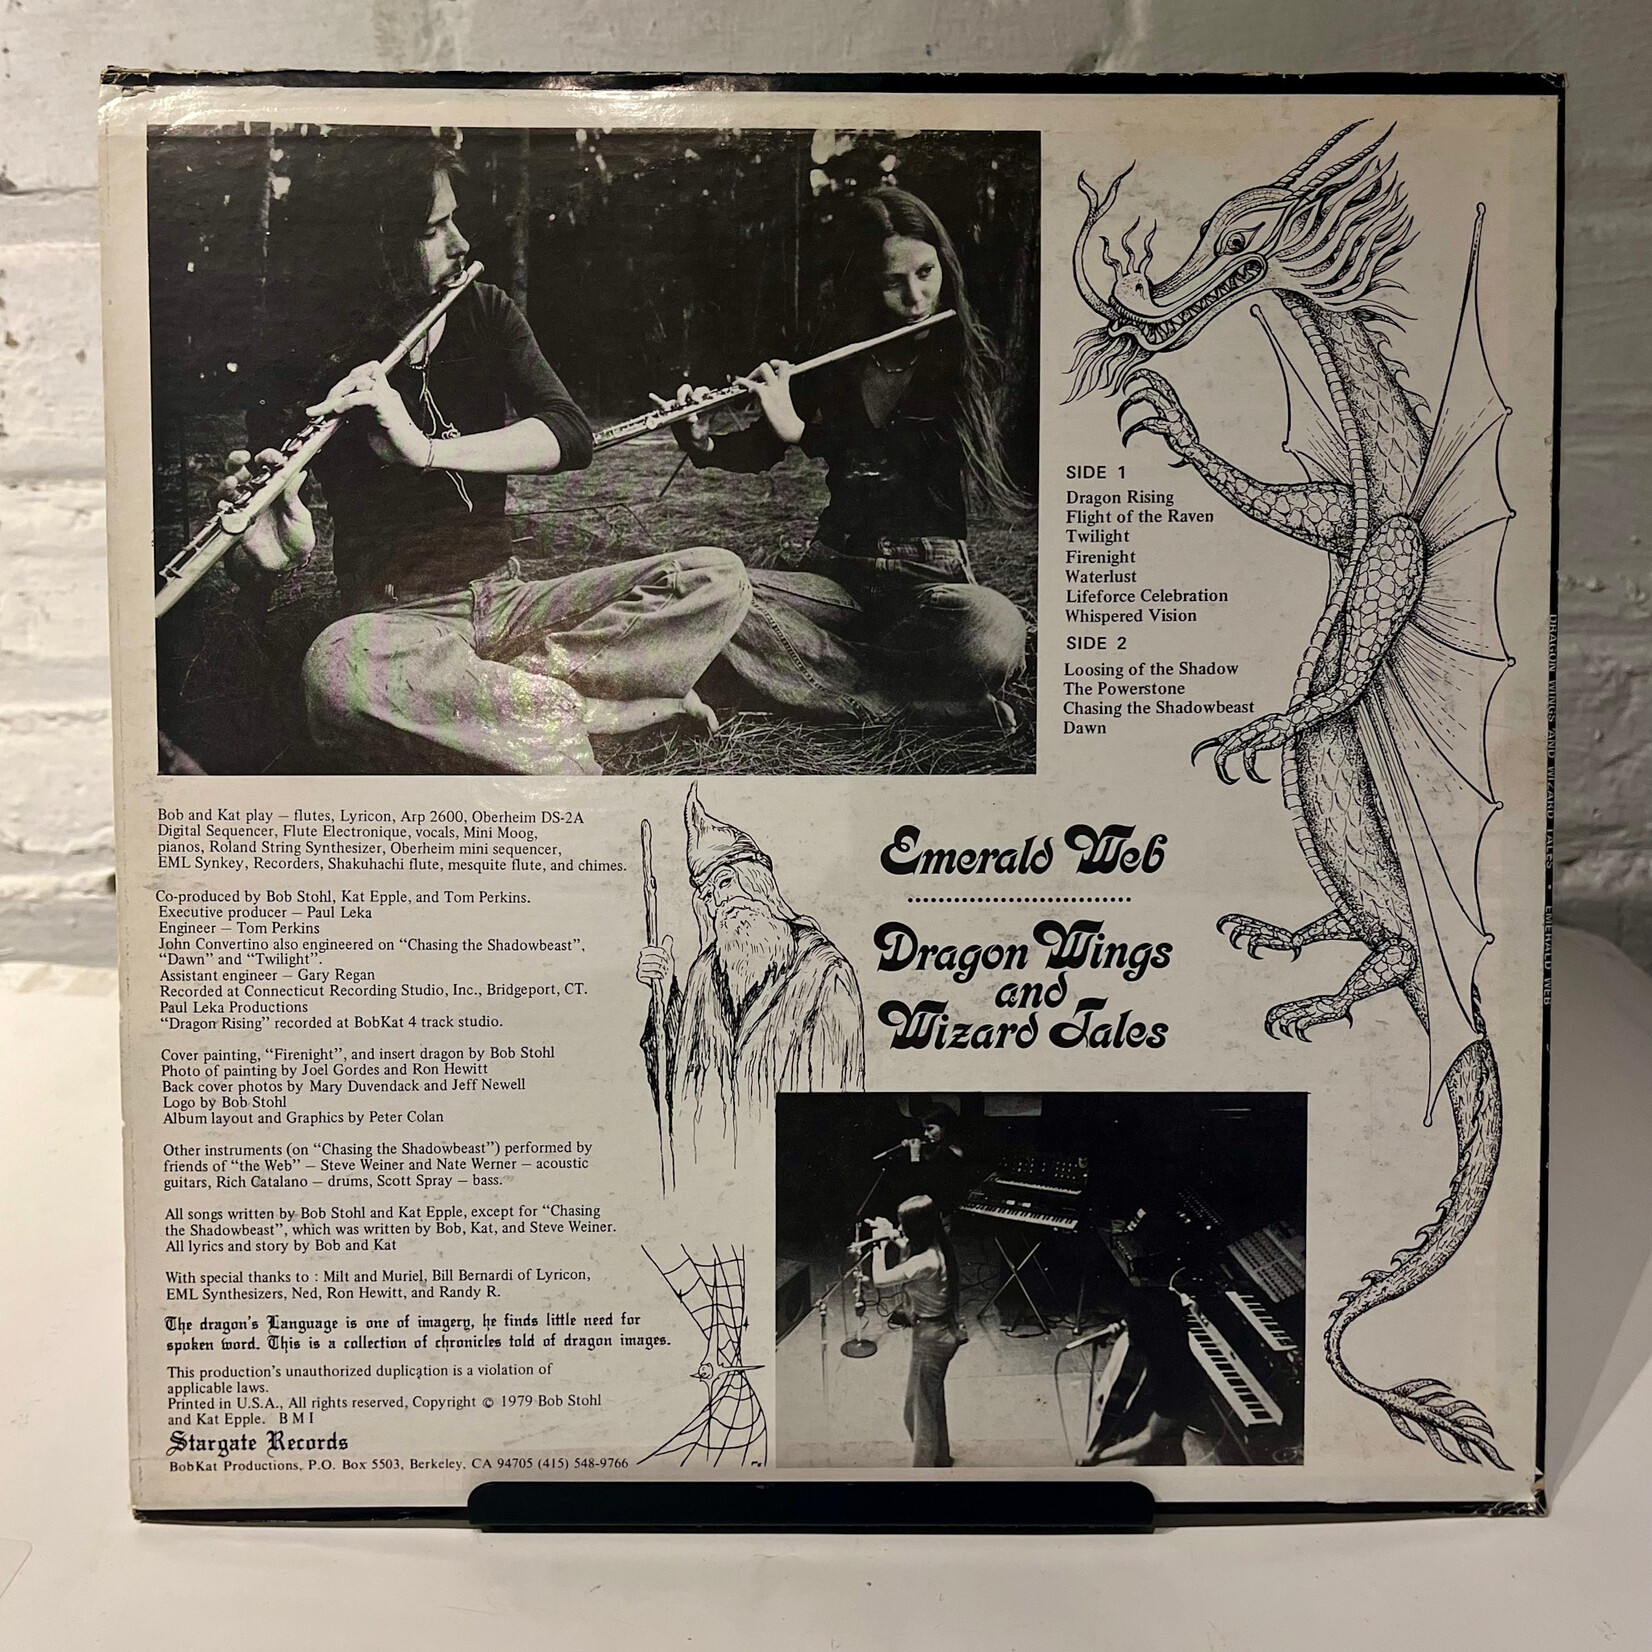 SIDE 1
Dragon Rising
Flight of the Raven
Twilight
Firenight
Waterlust
Lifeforce Celebration
Whispered Vision
SIDE 2
Loosing of the Shadow
The Powerstone
Chasing the Shadowbeast
Dawn
Bob and Kat play – flutes, Lyricon, Arp 2600, Oberheim DS-2A
Digital Sequencer, Flute Electronique, vocals, Mini Moog,
pianos, Roland String Synthesizer, Oberheim mini sequencer,
EML Synkey, Recorders, Shakuhachi flute, mesquite flute, and chimes.
Co-produced by Bob Stohl, Kat Epple, and Tom Perkins.
Executive producer – Paul Leka
Engineer – Tom Perkins
John Convertino also engineered on “Chasing the Shadowbeast”,
“Dawn” and “Twilight”.
Assistant engineer – Gary Regan
Recorded at Connecticut Recording Studio, Inc., Bridgeport, CT.
Paul Leka Productions
“Dragon Rising” recorded at BobKat 4 track studio.
Cover painting, “Firenight”, and insert dragon by Bob Stohl
Photo of painting by Joel Gordes and Ron Hewitt
Back cover photos by Mary Duvendack and Jeff Newell
Logo by Bob Stohl
Album layout and Graphics by Peter Colan
Other instruments (on “Chasing the Shadowbeast”) performed by
friends of “the Web” – Steve Weiner and Nate Werner – acoustic
guitars, Rich Catalano – drums, Scott Spray – bass.
All songs written by Bob Stohl and Kat Epple, except for “Chasing
the Shadowbeast”, which was written by Bob, Kat, and Steve Weiner.
All lyrics and story by Bob and Kat
With special thanks to : Milt and Muriel, Bill Bernardi of Lyricon,
EML Synthesizers, Ned, Ron Hewitt, and Randy R.
The dragon's Language is one of imagery, he finds little need for
spoken word. This is a collection of chronicles told of dragon images.
This production's unauthorized duplication is a violation of
applicable laws.
Printed in U.S.A., All rights reserved, Copyright © 1979 Bob Stohl
and Kat Epple. B M I
Stargate Records
BobKat Productions, P.O. Box 5503, Berkeley, CA 94705 (415) 548-9766
Emerald Web
Dragon Wings
and
Wizard Tales
DRAGON WINGS AND WIZARD TALES • EMERALD WEB